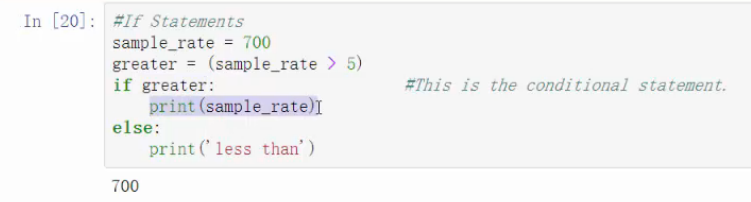 In [20]: #If Statements
sample_rate = 700
greater = (sample_rate > 5)
if greater: #This is the conditional statement.
print(sample_rate)
else:
print('less than')
700